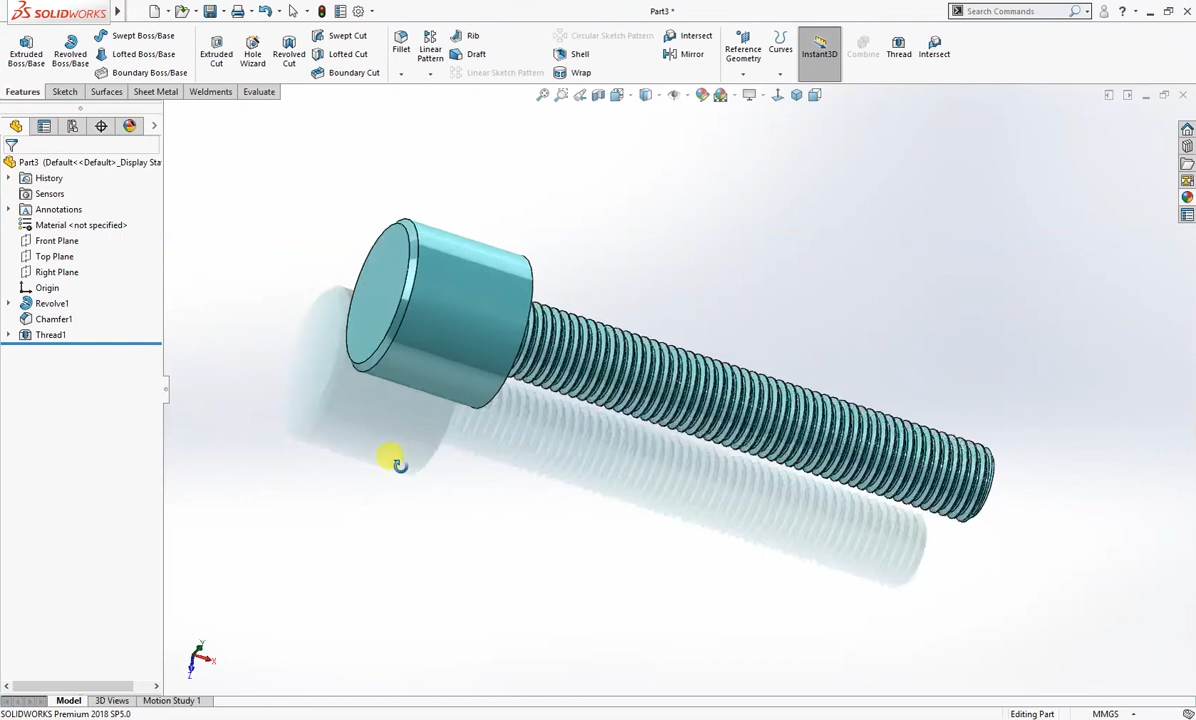 SOLIDWORKS
Part3 *
Search Commands
Extruded Boss/Base
Revolved Boss/Base
Swept Boss/Base
Lofted Boss/Base
Boundary Boss/Base
Extruded Cut
Hole Wizard
Revolved Cut
Swept Cut
Lofted Cut
Boundary Cut
Fillet
Linear Pattern
Rib
Draft
Circular Sketch Pattern
Shell
Linear Sketch Pattern
Wrap
Intersect
Mirror
Reference Geometry
Curves
Instant3D
Combine
Thread
Intersect
Features
Sketch
Surfaces
Sheet Metal
Weldments
Evaluate
Part3 (Default<<Default>_Display Sta
History
Sensors
Annotations
Material <not specified>
Front Plane
Top Plane
Right Plane
Origin
Revolve1
Chamfer1
Thread1
Y
X
Z
Model
3D Views
Motion Study 1
SOLIDWORKS Premium 2018 SP5.0
Editing Part
MMGS